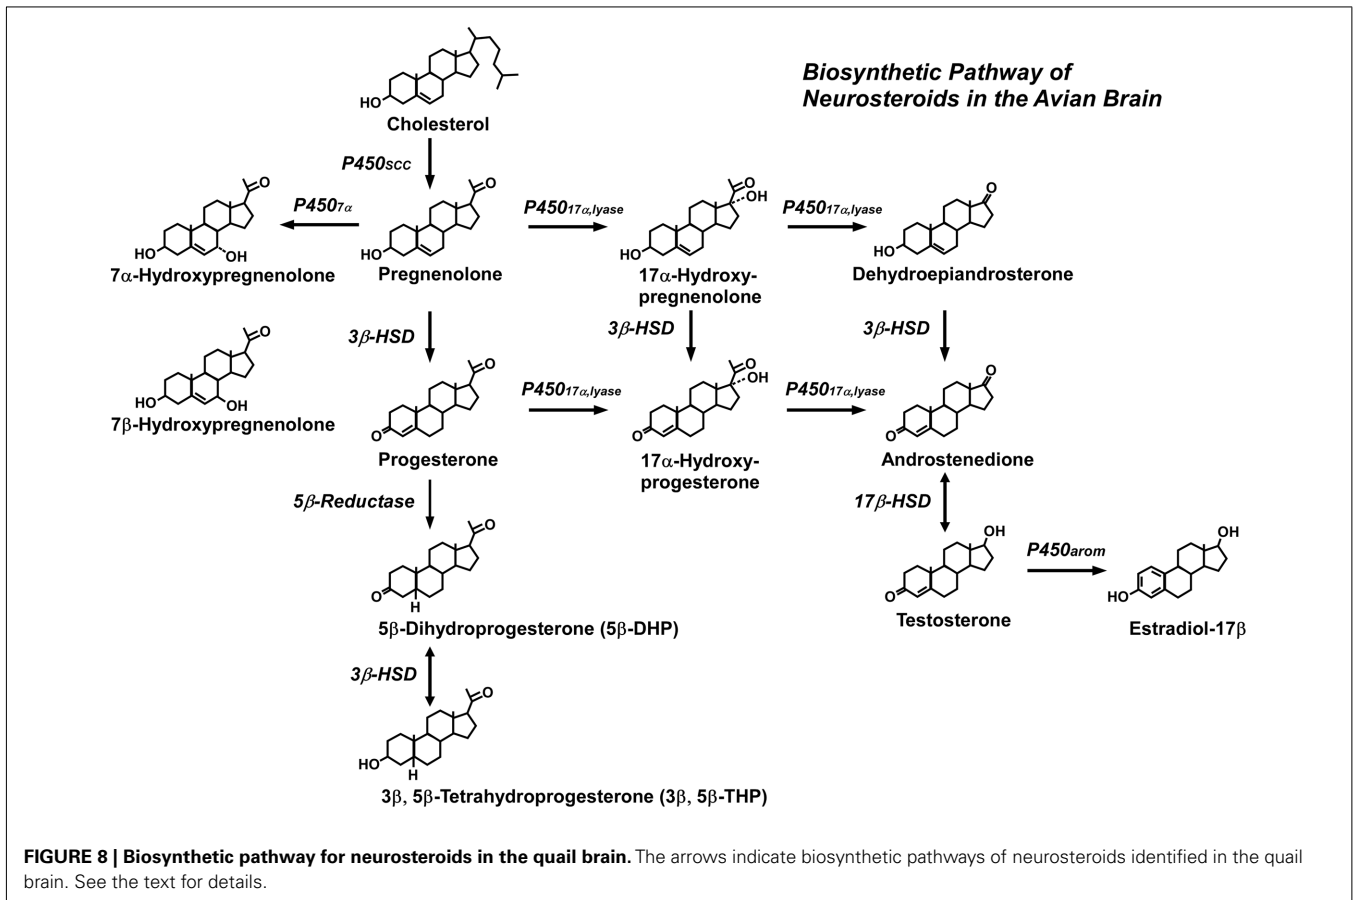 Biosynthetic Pathway of
Neurosteroids in the Avian Brain
HO
Cholesterol
P450scc
O
HO
OH
7α-Hydroxypregnenolone
P4507α
O
HO
Pregnenolone
P45017α,lyase
O
OH
HO
17α-Hydroxy-
pregnenolone
P45017α,lyase
O
HO
Dehydroepiandrosterone
3β-HSD
3β-HSD
3β-HSD
O
HO
OH
7β-Hydroxypregnenolone
O
O
Progesterone
P45017α,lyase
O
OH
O
17α-Hydroxy-
progesterone
P45017α,lyase
O
O
Androstenedione
5β-Reductase
17β-HSD
O
O
H
5β-Dihydroprogesterone (5β-DHP)
OH
O
Testosterone
P450arom
OH
HO
Estradiol-17β
3β-HSD
O
HO
H
3β, 5β-Tetrahydroprogesterone (3β, 5β-THP)
FIGURE 8 | Biosynthetic pathway for neurosteroids in the quail brain. The arrows indicate biosynthetic pathways of neurosteroids identified in the quail
brain. See the text for details.